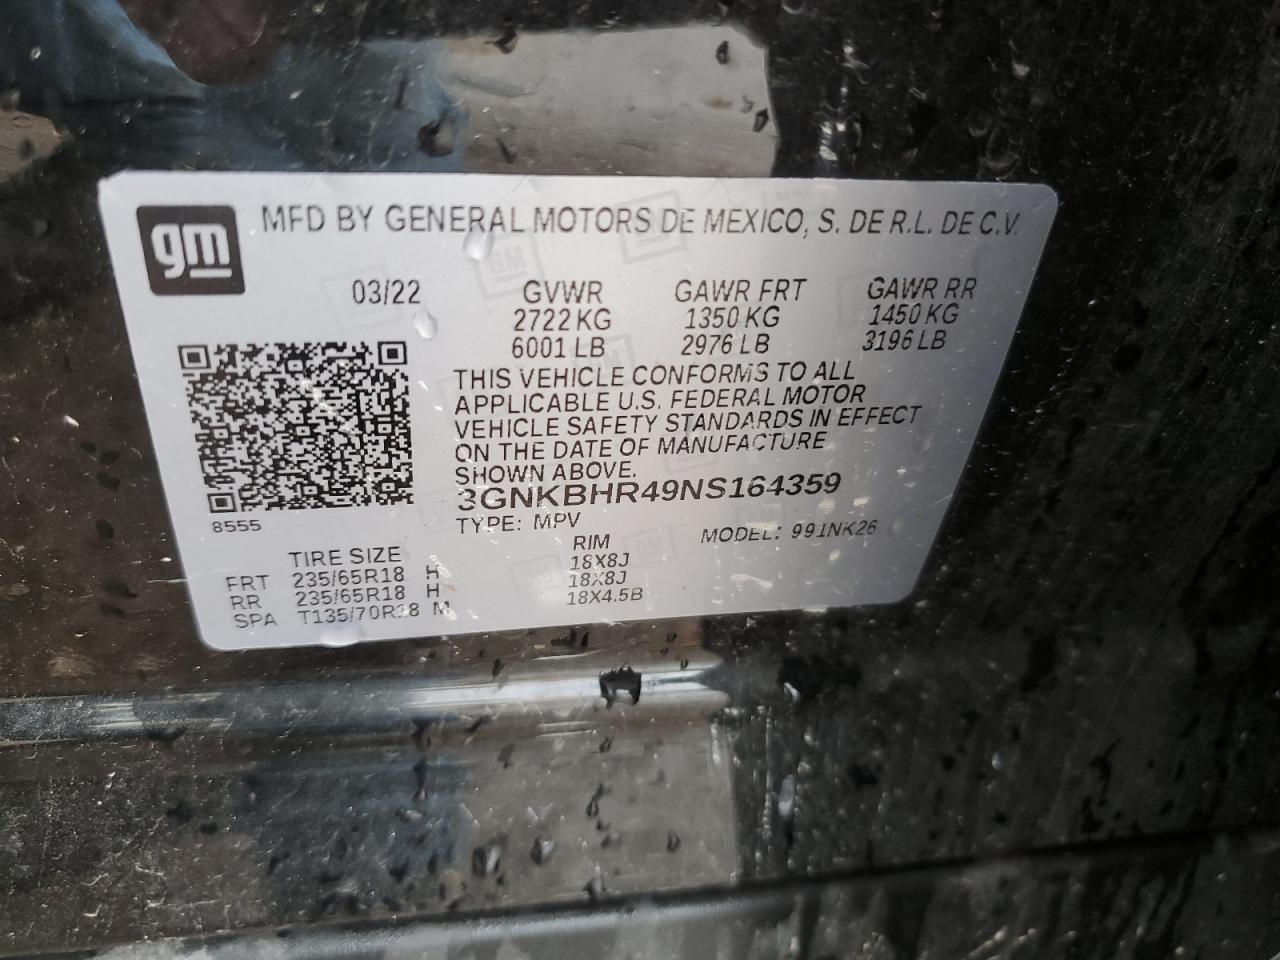 gm
MFD BY GENERAL MOTORS DE MEXICO, S. DE R.L. DE C.V.
03/22 GVWR GAWR FRT GAWR RR
2722 KG 1350 KG 1450 KG
6001 LB 2976 LB 3196 LB
THIS VEHICLE CONFORMS TO ALL
APPLICABLE U.S. FEDERAL MOTOR
VEHICLE SAFETY STANDARDS IN EFFECT
ON THE DATE OF MANUFACTURE
SHOWN ABOVE.
3GNKBHR49NS164359
8555
TYPE: MPV MODEL: 991NK26
TIRE SIZE RIM
FRT 235/65R18 H 18X8J
RR 235/65R18 H 18X8J
SPA T135/70R18 M 18X4.5B